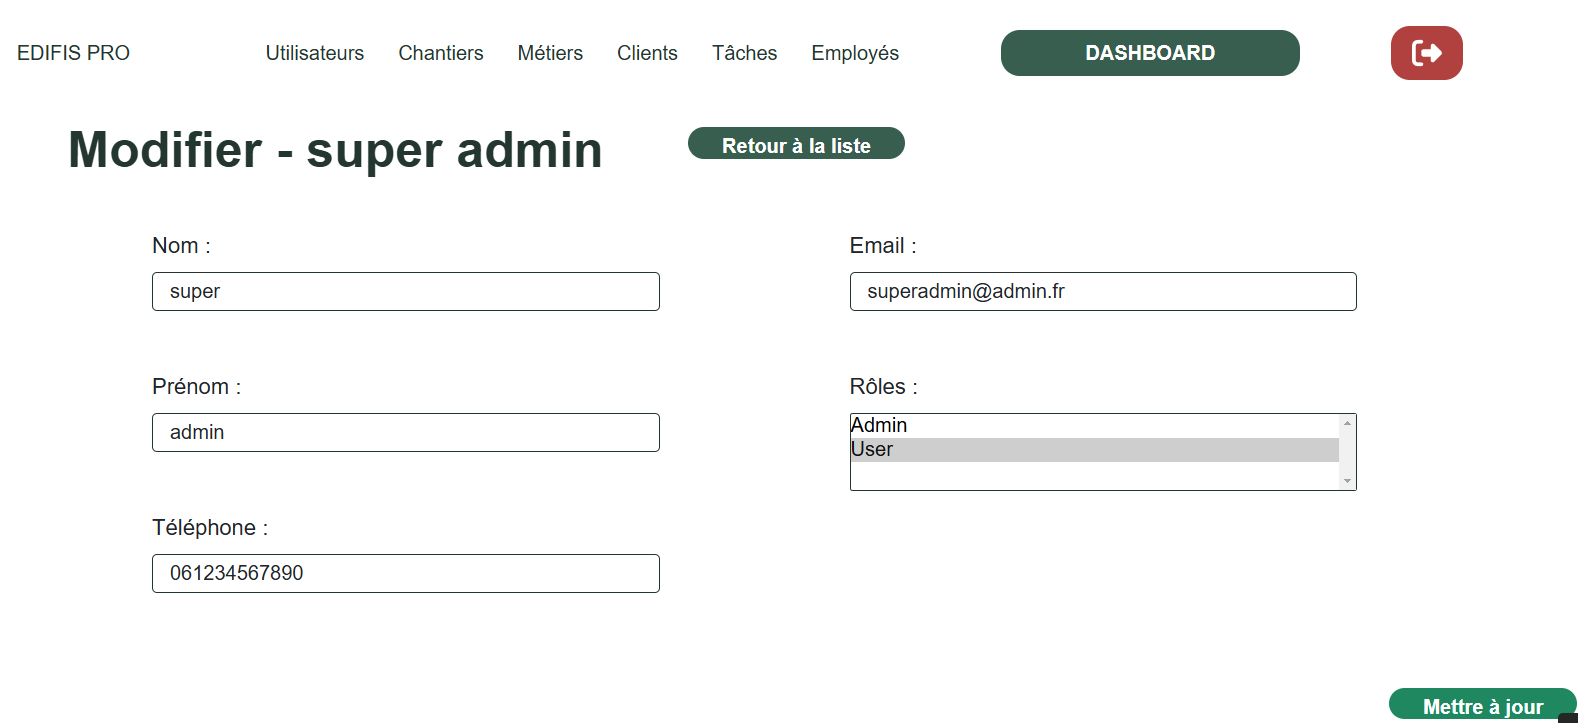 EDIFIS PRO
Utilisateurs Chantiers Métiers Clients Tâches Employés
DASHBOARD
Modifier - super admin
Retour à la liste
Nom :
super
Email :
superadmin@admin.fr
Prénom :
admin
Rôles :
Admin
User
Téléphone :
061234567890
Mettre à jour